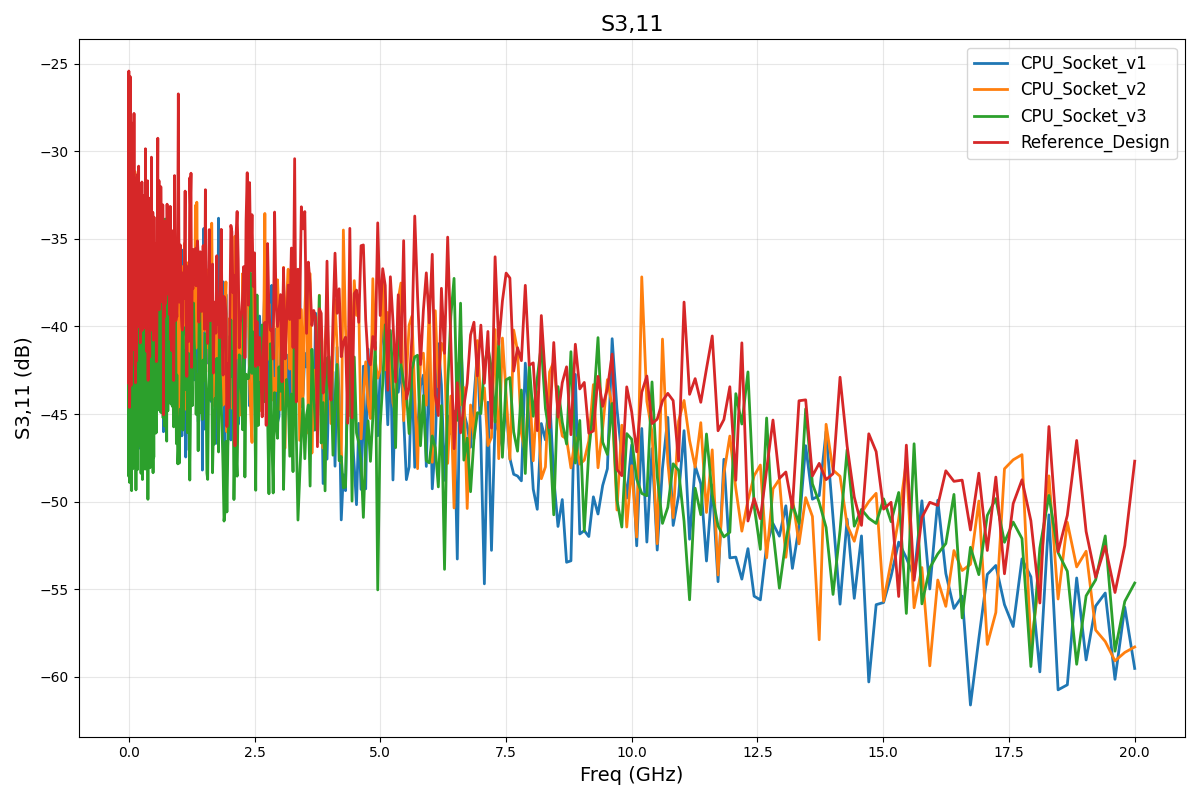 S3,11
CPU_Socket_v1
CPU_Socket_v2
CPU_Socket_v3
Reference_Design
S3,11 (dB)
−25
−30
−35
−40
−45
−50
−55
−60
0.0 2.5 5.0 7.5 10.0 12.5 15.0 17.5 20.0
Freq (GHz)